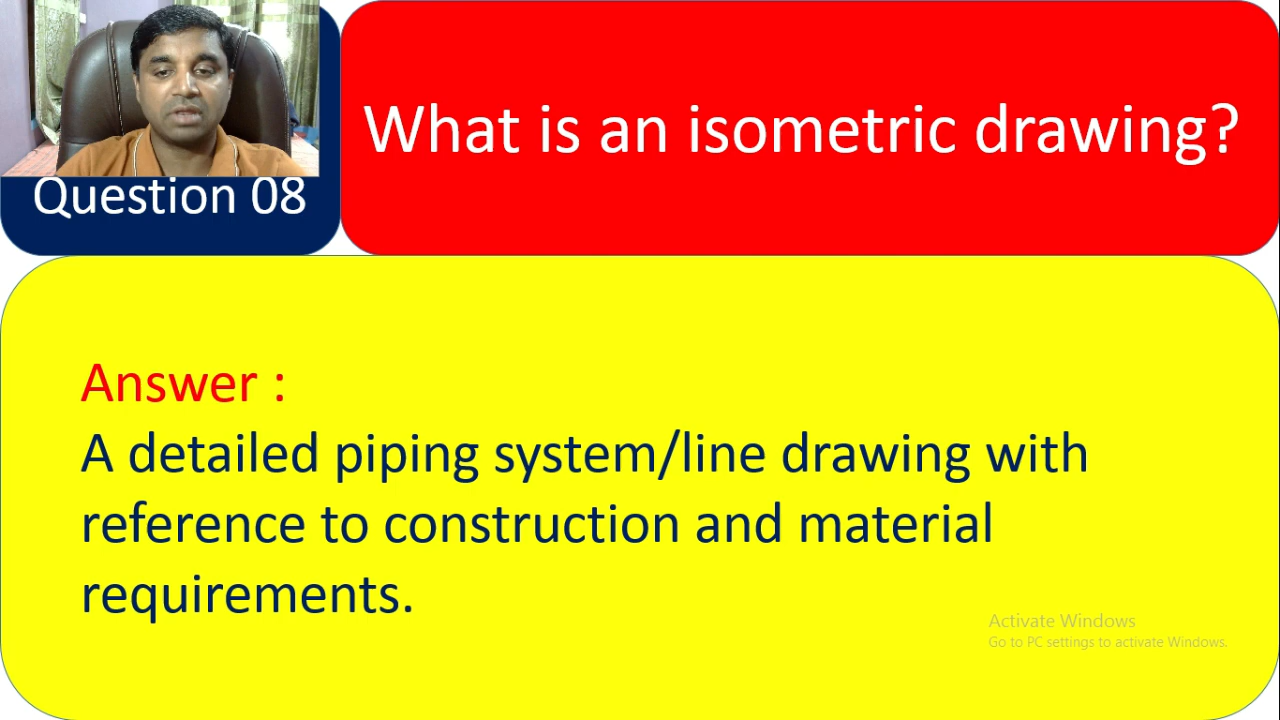 Question 08
What is an isometric drawing?
Answer :
A detailed piping system/line drawing with
reference to construction and material
requirements.
Activate Windows
Go to PC settings to activate Windows.